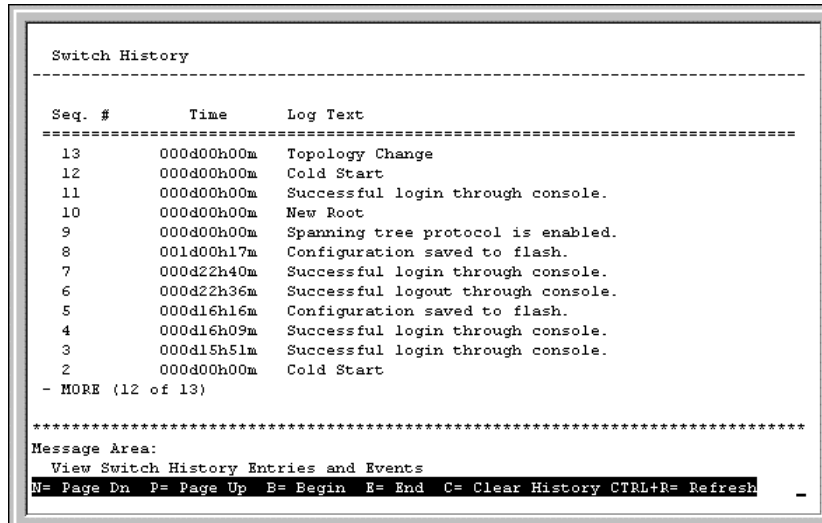 Switch History
--------------------------------------------------------------------------------
Seq. # Time Log Text
================================================================================
13 000d00h00m Topology Change
12 000d00h00m Cold Start
11 000d00h00m Successful login through console.
10 000d00h00m New Root
9 000d00h00m Spanning tree protocol is enabled.
8 001d00h17m Configuration saved to flash.
7 000d22h40m Successful login through console.
6 000d22h36m Successful logout through console.
5 000d16h16m Configuration saved to flash.
4 000d16h09m Successful login through console.
3 000d15h51m Successful login through console.
2 000d00h00m Cold Start
- MORE (12 of 13)
********************************************************************************
Message Area:
View Switch History Entries and Events
N= Page Dn P= Page Up B= Begin E= End C= Clear History CTRL+R= Refresh